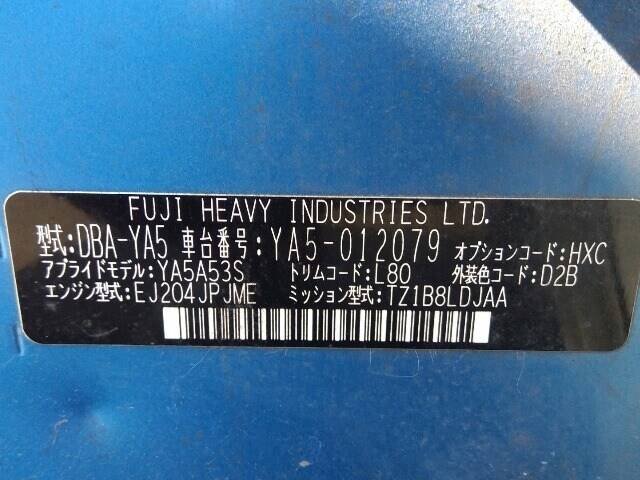 FUJI HEAVY INDUSTRIES LTD.
型式:DBA-YA5 車台番号:YA5-012079 オプションコード:HXC
アプライドモデル:YA5A53S トリムコード:L80 外装色コード:D2B
エンジン型式:EJ204JPJME ミッション型式:TZ1B8LDJAA